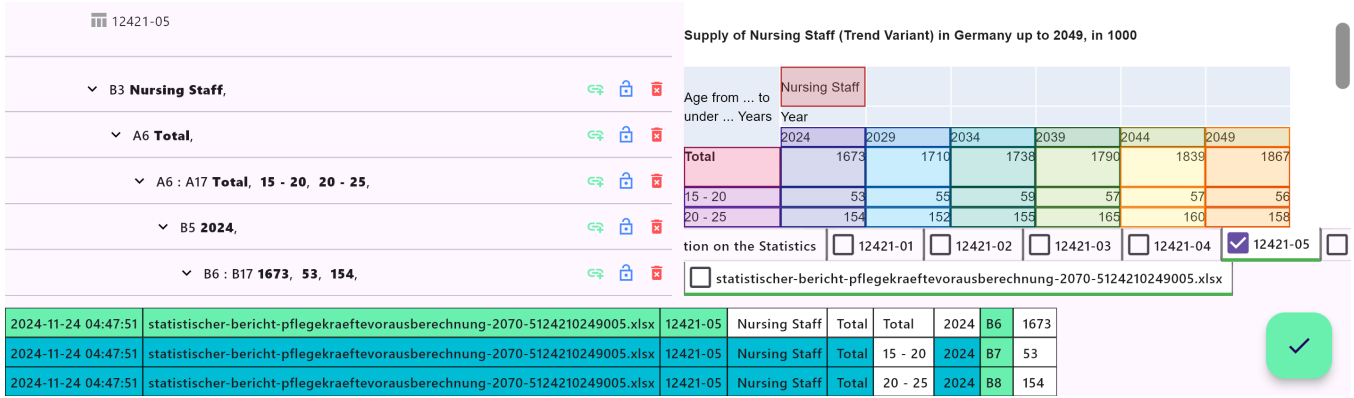 12421-05
B3 Nursing Staff,
A6 Total,
A6 : A17 Total, 15 - 20, 20 - 25,
B5 2024,
B6 : B17 1673, 53, 154,
Supply of Nursing Staff (Trend Variant) in Germany up to 2049, in 1000
Age from ... to under ... Years
Nursing Staff
Year
2024 2029 2034 2039 2044 2049
Total 1673 1710 1738 1790 1839 1867
15 - 20 53 55 59 57 57 56
20 - 25 154 152 155 165 160 158
tion on the Statistics 12421-01 12421-02 12421-03 12421-04 12421-05
statistischer-bericht-pflegekraeftevorausberechnung-2070-5124210249005.xlsx
2024-11-24 04:47:51 statistischer-bericht-pflegekraeftevorausberechnung-2070-5124210249005.xlsx 12421-05 Nursing Staff Total Total 2024 B6 1673
2024-11-24 04:47:51 statistischer-bericht-pflegekraeftevorausberechnung-2070-5124210249005.xlsx 12421-05 Nursing Staff Total 15 - 20 2024 B7 53
2024-11-24 04:47:51 statistischer-bericht-pflegekraeftevorausberechnung-2070-5124210249005.xlsx 12421-05 Nursing Staff Total 20 - 25 2024 B8 154